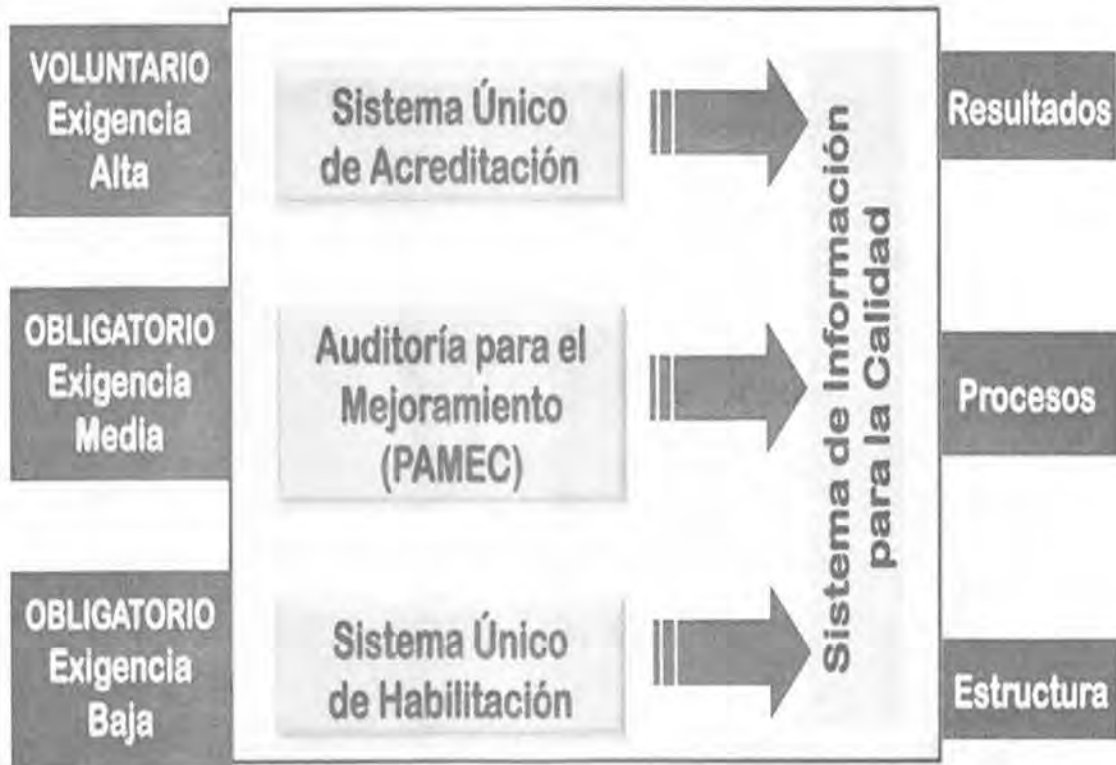 VOLUNTARIO
Exigencia
Alta
Sistema Único
de Acreditación
Resultados
OBLIGATORIO
Exigencia
Media
Auditoría para el
Mejoramiento
(PAMEC)
Procesos
OBLIGATORIO
Exigencia
Baja
Sistema Único
de Habilitación
Estructura
Sistema de Información
para la Calidad